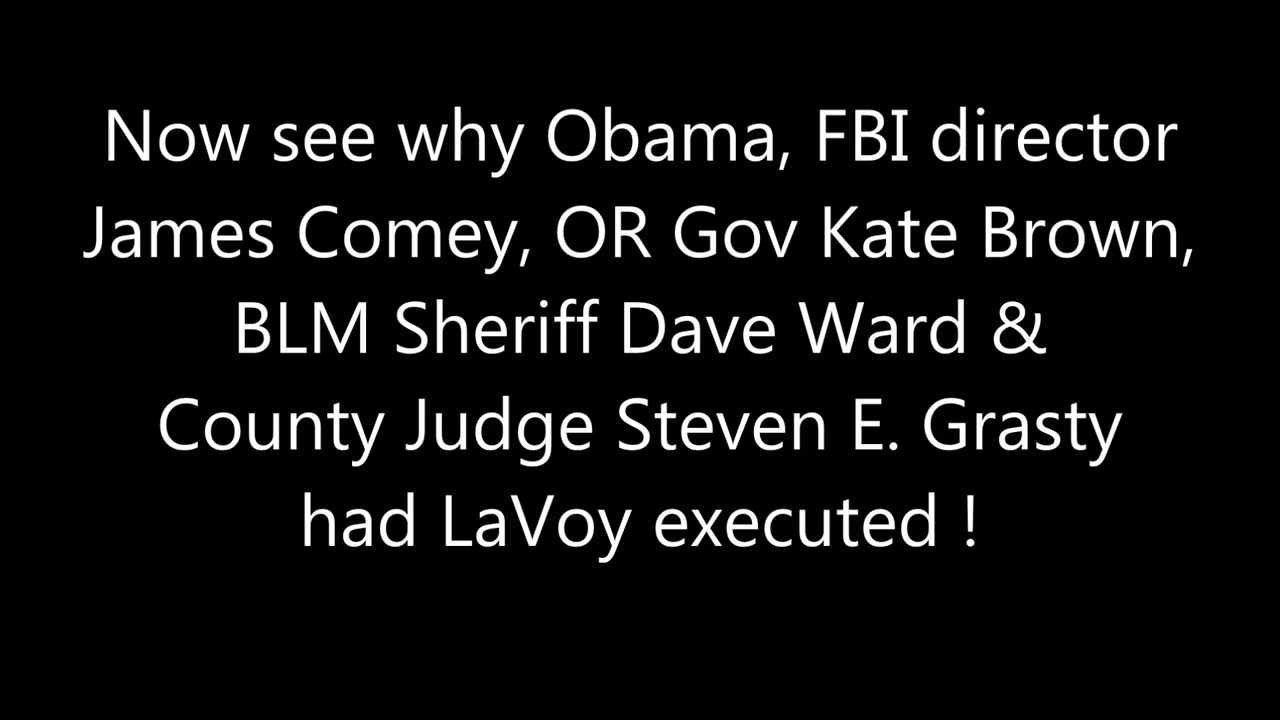 Now see why Obama, FBI director
James Comey, OR Gov Kate Brown,
BLM Sheriff Dave Ward &
County Judge Steven E. Grasty
had LaVoy executed !